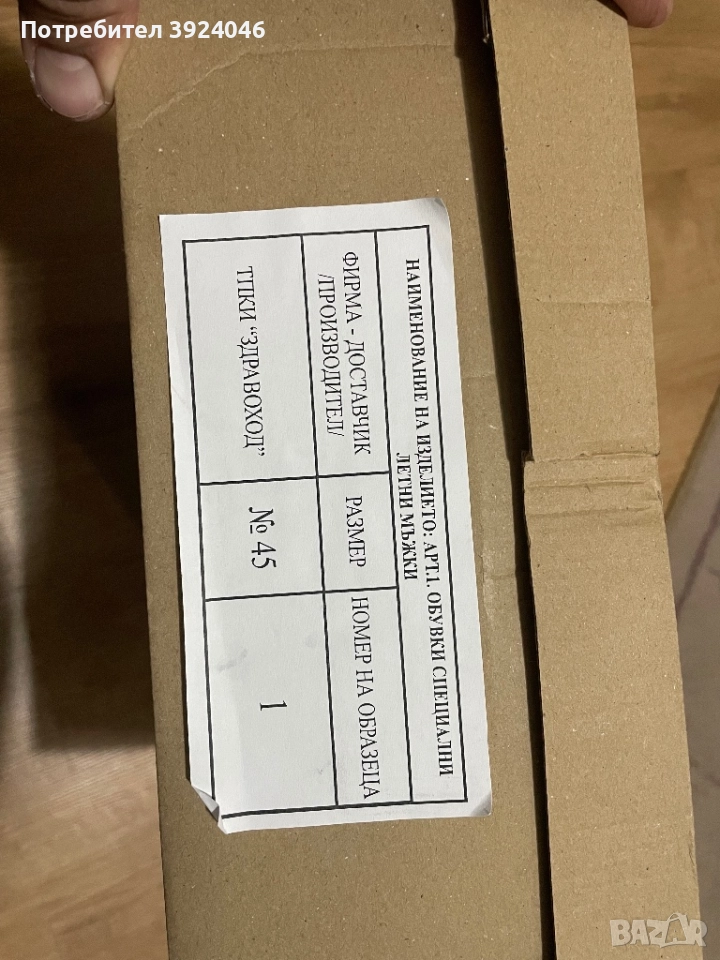 Потребител 3924046
НАИМЕНОВАНИЕ НА ИЗДЕЛИЕТО: АРТ.1. ОБУВКИ СПЕЦИАЛНИ
ЛЕТНИ МЪЖКИ
ФИРМА - ДОСТАВЧИК
/ПРОИЗВОДИТЕЛ/
РАЗМЕР
НОМЕР НА ОБРАЗЕЦА
ТПКИ “ЗДРАВОХОД”
№ 45
1
BAZAR